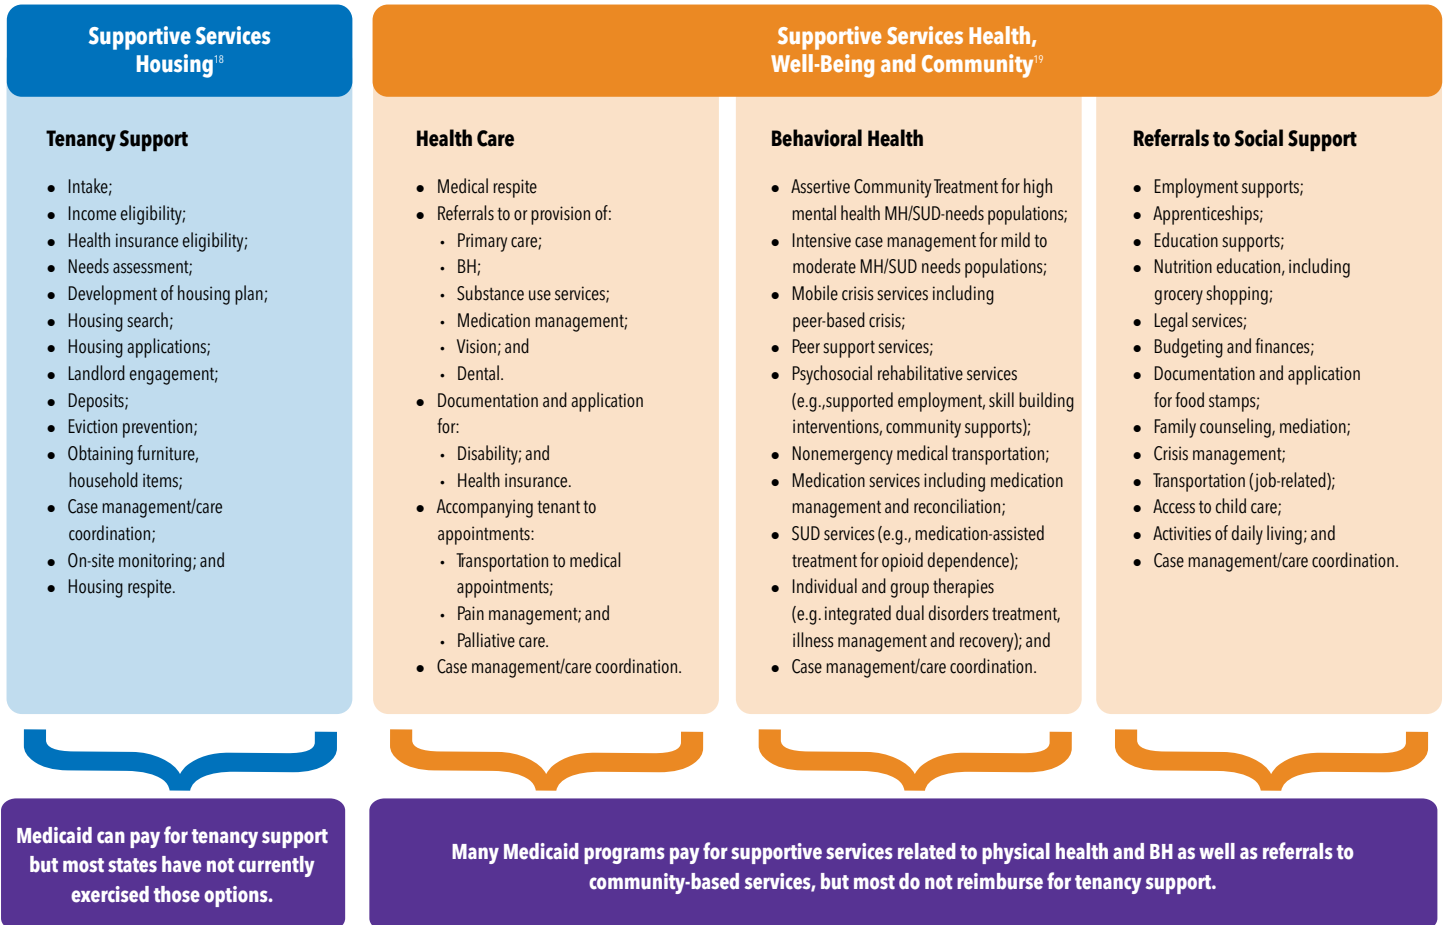 Supportive Services
Housing18
Tenancy Support
● Intake;
● Income eligibility;
● Health insurance eligibility;
● Needs assessment;
● Development of housing plan;
● Housing search;
● Housing applications;
● Landlord engagement;
● Deposits;
● Eviction prevention;
● Obtaining furniture,
household items;
● Case management/care
coordination;
● On-site monitoring; and
● Housing respite.
Medicaid can pay for tenancy support
but most states have not currently
exercised those options.
Supportive Services Health,
Well-Being and Community19
Health Care
● Medical respite
● Referrals to or provision of:
• Primary care;
• BH;
• Substance use services;
• Medication management;
• Vision; and
• Dental.
● Documentation and application
for:
• Disability; and
• Health insurance.
● Accompanying tenant to
appointments:
• Transportation to medical
appointments;
• Pain management; and
• Palliative care.
● Case management/care coordination.
Behavioral Health
● Assertive Community Treatment for high
mental health MH/SUD-needs populations;
● Intensive case management for mild to
moderate MH/SUD needs populations;
● Mobile crisis services including
peer-based crisis;
● Peer support services;
● Psychosocial rehabilitative services
(e.g.,supported employment, skill building
interventions, community supports);
● Nonemergency medical transportation;
● Medication services including medication
management and reconciliation;
● SUD services (e.g., medication-assisted
treatment for opioid dependence);
● Individual and group therapies
(e.g. integrated dual disorders treatment,
illness management and recovery); and
● Case management/care coordination.
Referrals to Social Support
● Employment supports;
● Apprenticeships;
● Education supports;
● Nutrition education, including
grocery shopping;
● Legal services;
● Budgeting and finances;
● Documentation and application
for food stamps;
● Family counseling, mediation;
● Crisis management;
● Transportation (job-related);
● Access to child care;
● Activities of daily living; and
● Case management/care coordination.
Many Medicaid programs pay for supportive services related to physical health and BH as well as referrals to
community-based services, but most do not reimburse for tenancy support.